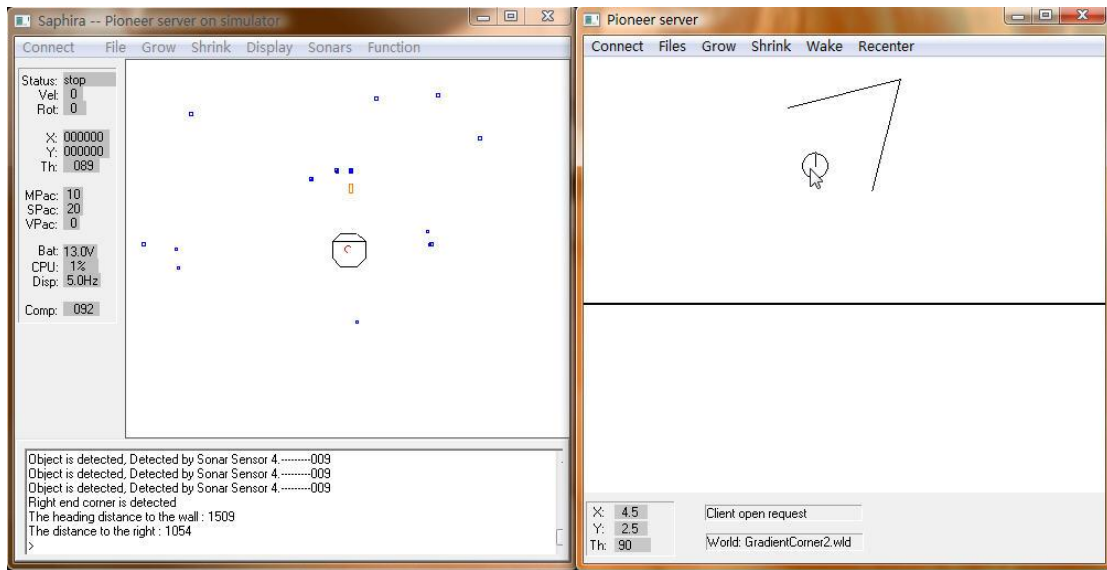 Saphira -- Pioneer server on simulator
Connect File Grow Shrink Display Sonars Function
Status: stop
Vel: 0
Rot: 0
X: 000000
Y: 000000
Th: 089
MPac: 10
SPac: 20
VPac: 0
Bat: 13.0V
CPU: 1%
Disp: 5.0Hz
Comp: 092
Object is detected, Detected by Sonar Sensor 4.---------009
Object is detected, Detected by Sonar Sensor 4.---------009
Object is detected, Detected by Sonar Sensor 4.---------009
Right end corner is detected
The heading distance to the wall : 1509
The distance to the right : 1054
>
Pioneer server
Connect Files Grow Shrink Wake Recenter
X: 4.5
Y: 2.5
Th: 90
Client open request
World: GradientCorner2.wld